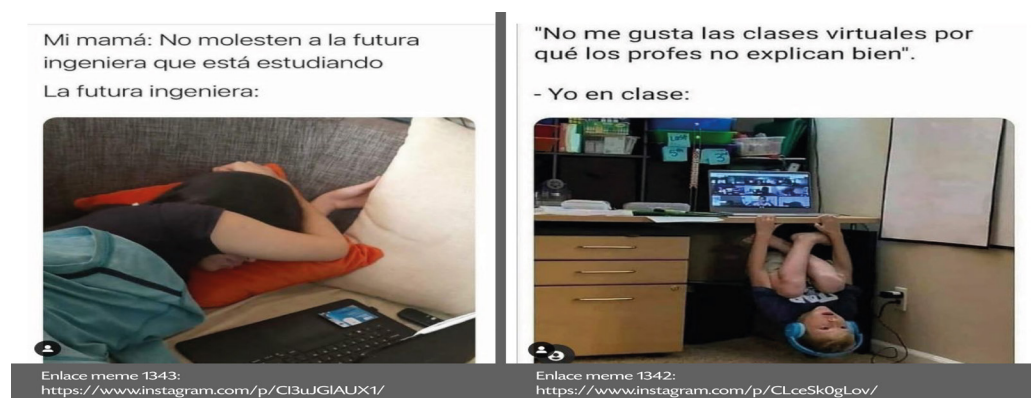 Mi mamá: No molesten a la futura
ingeniera que está estudiando
La futura ingeniera:
Enlace meme 1343:
https://www.instagram.com/p/CI3uJGlAUX1/
"No me gusta las clases virtuales por
qué los profes no explican bien".
- Yo en clase:
Enlace meme 1342:
https://www.instagram.com/p/CLceSk0gLov/